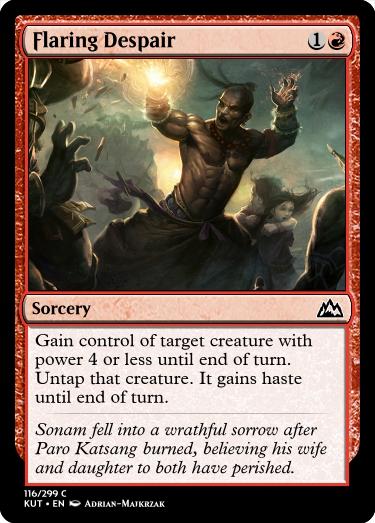 Flaring Despair 1
Sorcery
Gain control of target creature with
power 4 or less until end of turn.
Untap that creature. It gains haste
until end of turn.
Sonam fell into a wrathful sorrow after
Paro Katsang burned, believing his wife
and daughter to both have perished.
116/299 C
KUT • EN Adrian-Majkrzak